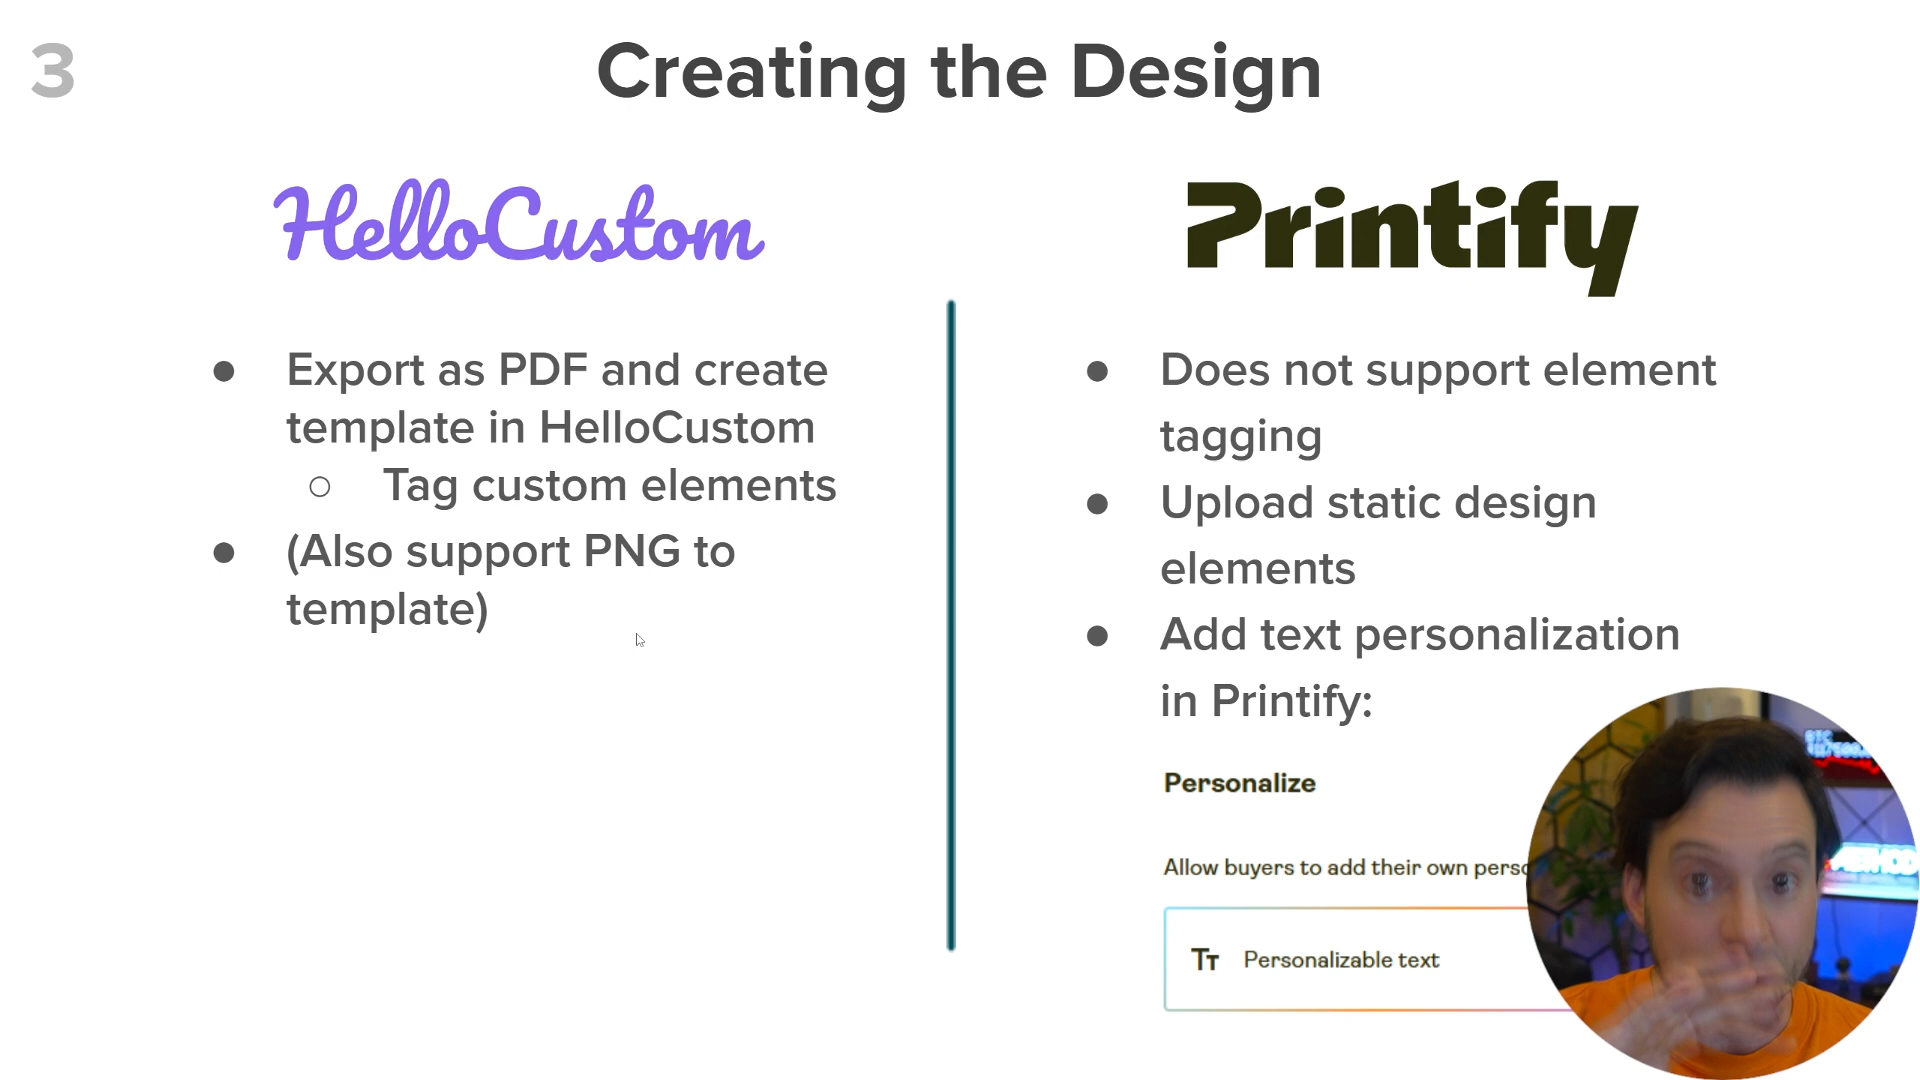 3
Creating the Design
HelloCustom
● Export as PDF and create
template in HelloCustom
○ Tag custom elements
● (Also support PNG to
template)
Printify
● Does not support element
tagging
● Upload static design
elements
● Add text personalization
in Printify:
Personalize
Allow buyers to add their own
Tт Personalizable text
BTC